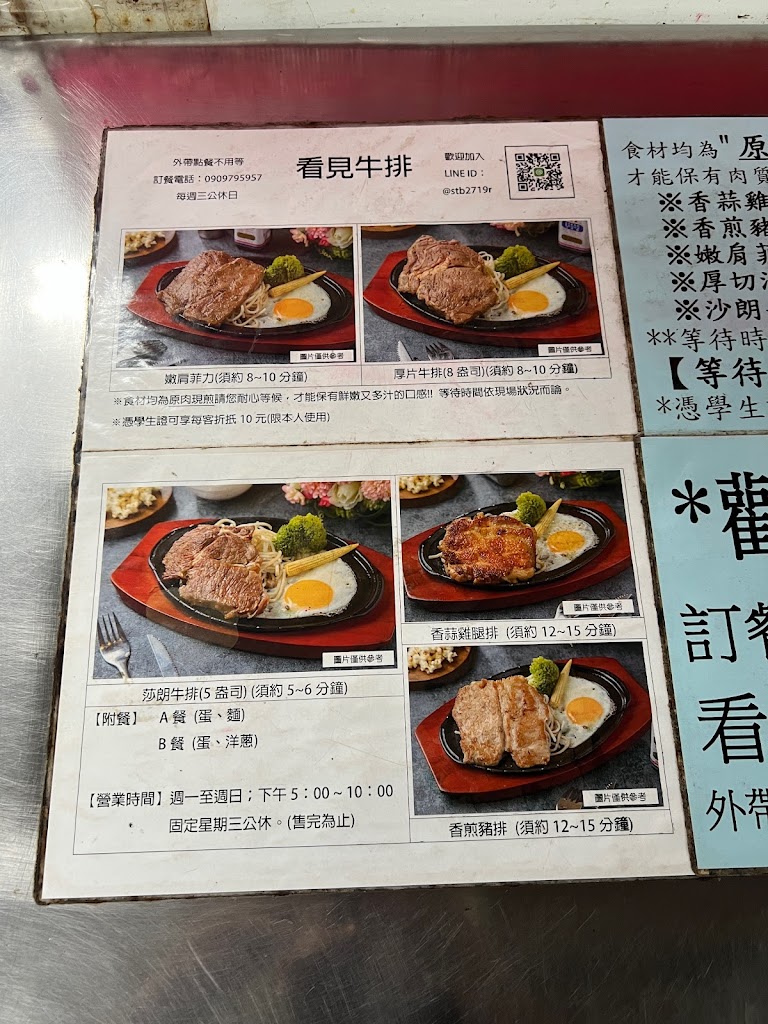 外帶點餐不用等
訂餐電話：0909795957
每週三公休日
看見牛排
歡迎加入
LINE ID：
@stb2719r
圖片僅供參考
圖片僅供參考
嫩肩菲力(須約 8~10 分鐘)
厚片牛排(8 盎司)(須約 8~10 分鐘)
※食材均為原肉現煎請您耐心等候，才能保有鮮嫩又多汁的口感!! 等待時間依現場狀況而論。
※憑學生證可享每客折抵 10 元(限本人使用)
圖片僅供參考
莎朗牛排(5 盎司) (須約 5~6 分鐘)
圖片僅供參考
香蒜雞腿排 (須約 12~15 分鐘)
圖片僅供參考
香煎豬排 (須約 12~15 分鐘)
【附餐】 A 餐 (蛋、麵)
B 餐 (蛋、洋蔥)
【營業時間】週一至週日；下午 5：00 ~ 10：00
固定星期三公休。(售完為止)
食材均為" 原
才能保有肉質
※香蒜雞
※香煎豬
※嫩肩菲
※厚切
※沙朗
**等待時
【等待
*憑學生
*歡
訂餐
看
外帶